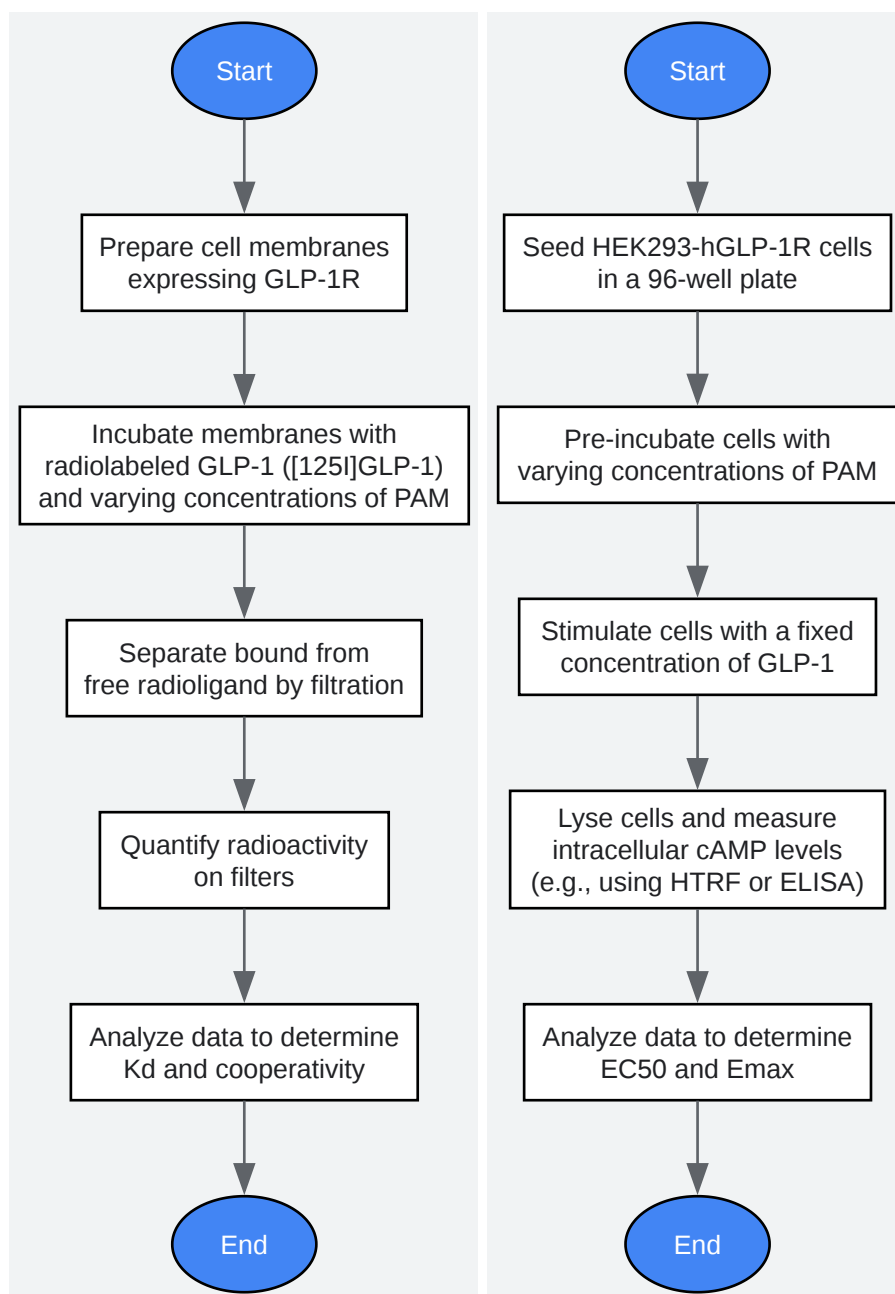 Start
Prepare cell membranes
expressing GLP-1R
Incubate membranes with
radiolabeled GLP-1 ([125I]GLP-1)
and varying concentrations of PAM
Separate bound from
free radioligand by filtration
Quantify radioactivity
on filters
Analyze data to determine
Kd and cooperativity
End
Start
Seed HEK293-hGLP-1R cells
in a 96-well plate
Pre-incubate cells with
varying concentrations of PAM
Stimulate cells with a fixed
concentration of GLP-1
Lyse cells and measure
intracellular cAMP levels
(e.g., using HTRF or ELISA)
Analyze data to determine
EC50 and Emax
End